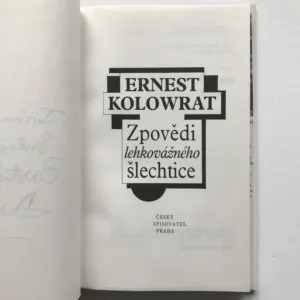 ERNEST
KOLOWRAT
Zpovědi
lehkovážného
šlechtice
ČESKÝ
SPISOVATEL
PRAHA